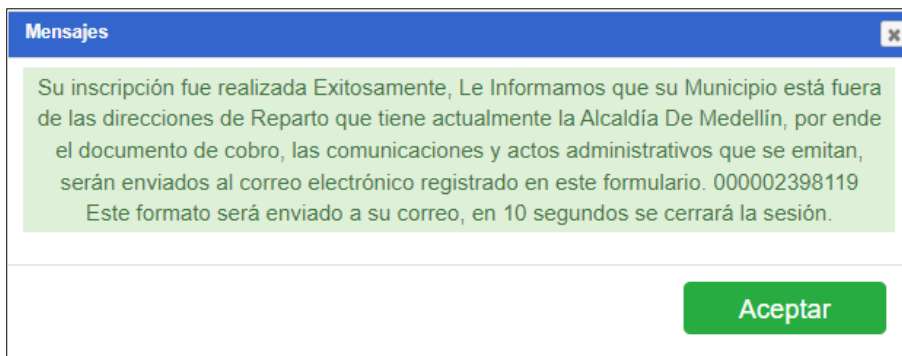 Mensajes
Su inscripción fue realizada Exitosamente, Le Informamos que su Municipio está fuera
de las direcciones de Reparto que tiene actualmente la Alcaldía De Medellín, por ende
el documento de cobro, las comunicaciones y actos administrativos que se emitan,
serán enviados al correo electrónico registrado en este formulario. 000002398119
Este formato será enviado a su correo, en 10 segundos se cerrará la sesión.
Aceptar